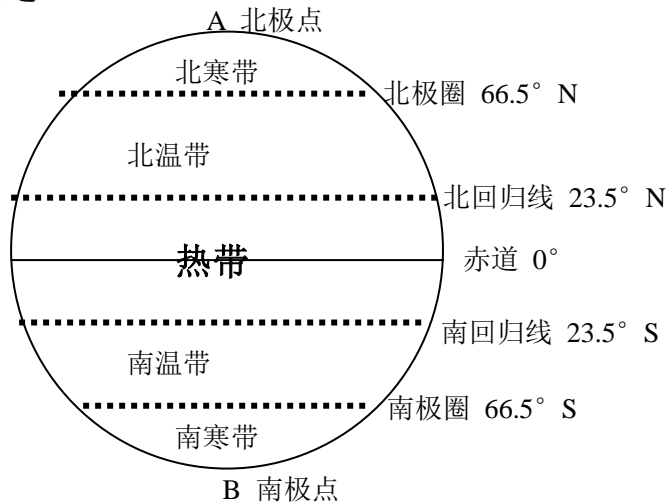 A 北极点
北寒带
北极圈 66.5° N
北温带
北回归线 23.5° N
热带
赤道 0°
南回归线 23.5° S
南温带
南极圈 66.5° S
南寒带
B 南极点